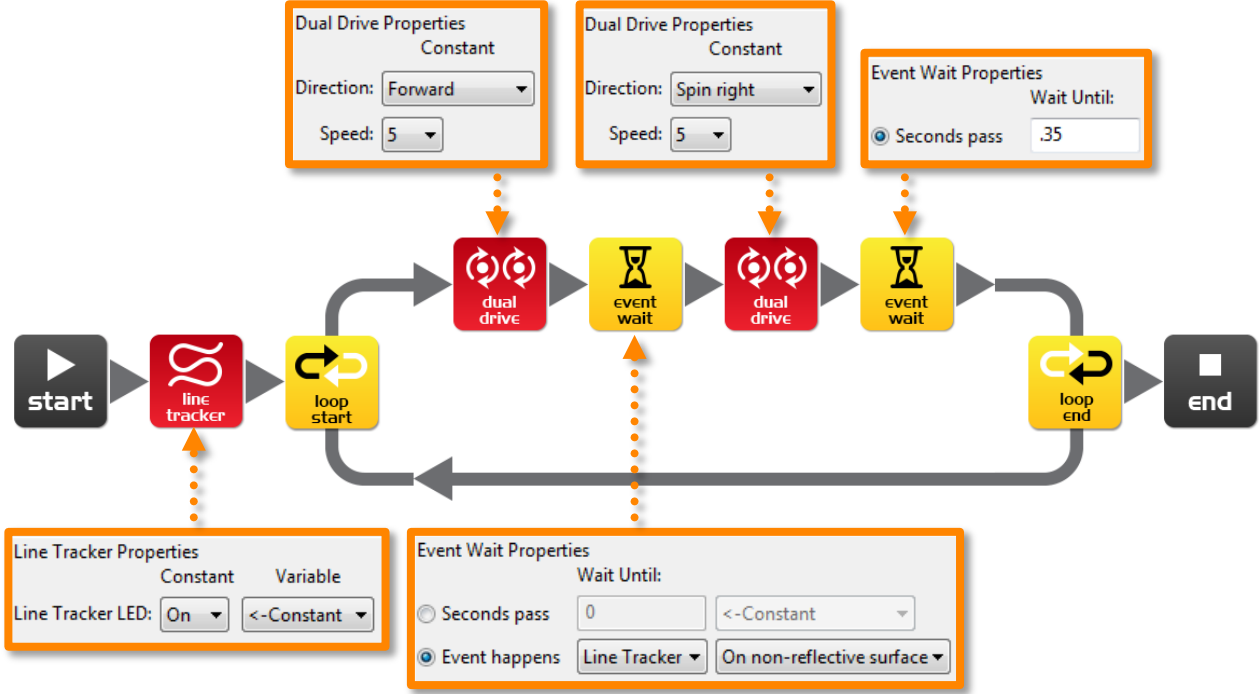 Dual Drive Properties
Constant
Direction: Forward
Speed: 5
Dual Drive Properties
Constant
Direction: Spin right
Speed: 5
Event Wait Properties
Wait Until:
Seconds pass .35
dual
drive
event
wait
dual
drive
event
wait
start
line
tracker
loop
start
loop
end
end
Line Tracker Properties
Constant Variable
Line Tracker LED: On <-Constant
Event Wait Properties
Wait Until:
Seconds pass 0 <-Constant
Event happens Line Tracker On non-reflective surface